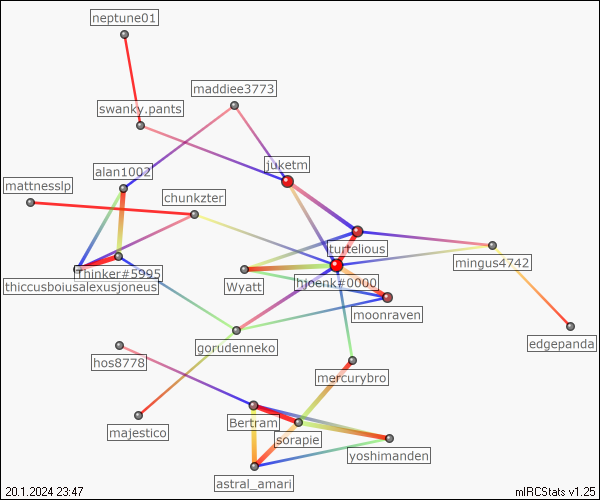 neptune01
maddiee3773
swanky.pants
juketm
alan1002
mattnesslp
chunkzter
turtelious
mingus4742
Trinker#5995
thiccusboiusalexusjoneus
Wyatt
hjoenk#0000
moonraven
edgepanda
gorudenneko
hos8778
mercurybro
majestico
Bertram
sorapie
yoshimanden
astral_amari
20.1.2024 23:47
mIRCStats v1.25